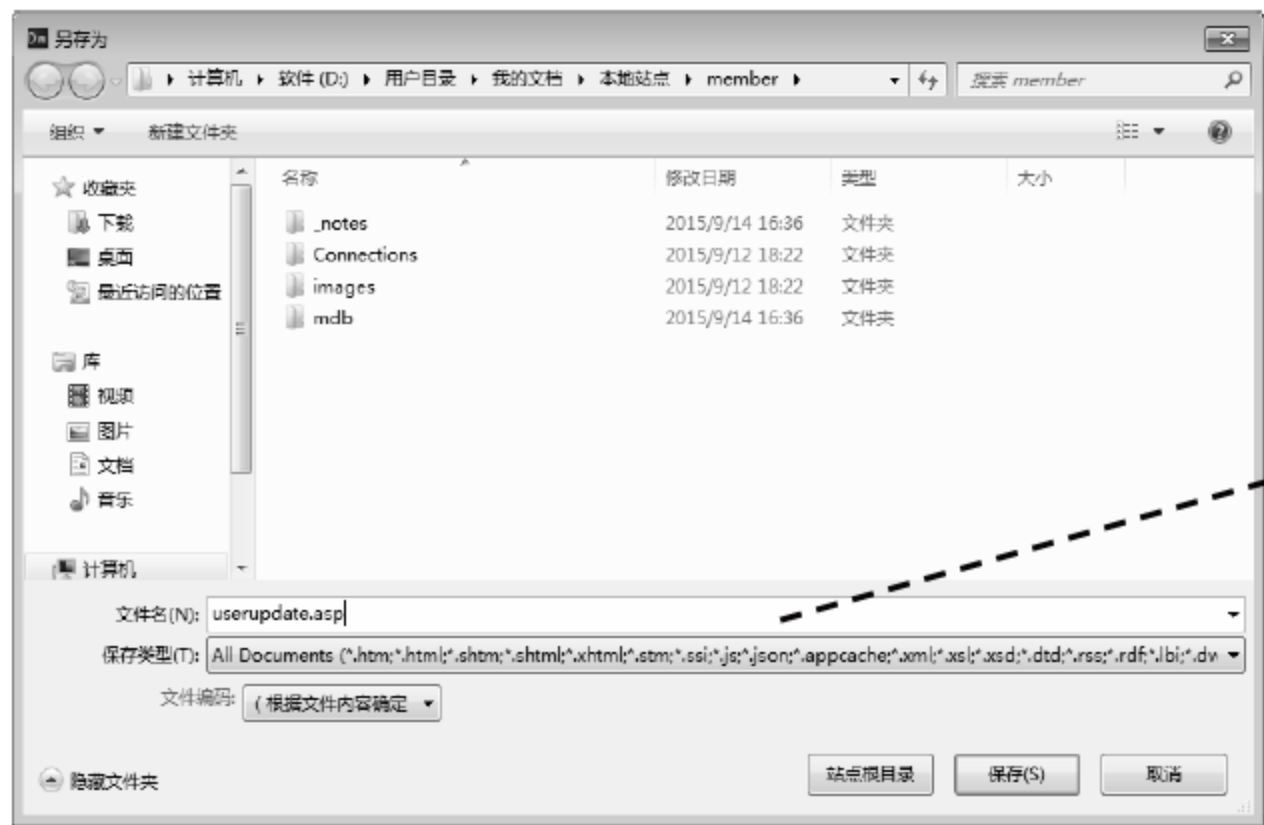 Dw 另存为
计算机 ▸ 软件 (D:) ▸ 用户目录 ▸ 我的文档 ▸ 本地站点 ▸ member ▸ 搜索 member
组织 新建文件夹
名称 修改日期 类型 大小
收藏夹
下载
桌面
最近访问的位置
库
视频
图片
文档
音乐
计算机
_notes 2015/9/14 16:36 文件夹
Connections 2015/9/12 18:22 文件夹
images 2015/9/12 18:22 文件夹
mdb 2015/9/14 16:36 文件夹
文件名(N): userupdate.asp
保存类型(T): All Documents (*.htm;*.html;*.shtm;*.shtml;*.xhtml;*.stm;*.ssi;*.js;*.json;*.appcache;*.xml;*.xsl;*.xsd;*.dtd;*.rss;*.rdf;*.lbi;*.dw
文件编码: (根据文件内容确定
隐藏文件夹 站点根目录 保存(S) 取消